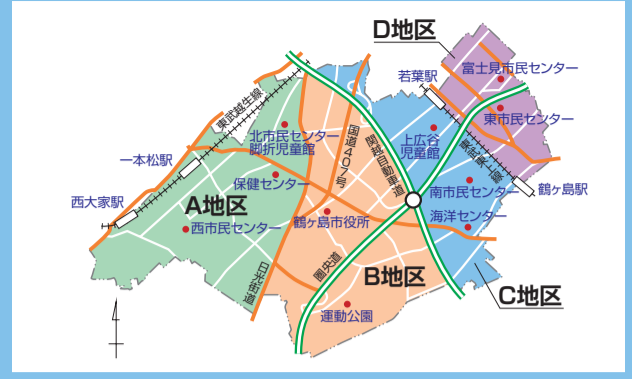 D地区
富士見市民センター
若葉駅
東武越生線
東市民センター
北市民センター
脚折児童館
国道407号
関越自動車道
上広谷
児童館
東武東上線
一本松駅
保健センター
南市民センター
鶴ヶ島駅
西大家駅
A地区
鶴ヶ島市役所
海洋センター
西市民センター
日光街道
圏央道
B地区
C地区
運動公園